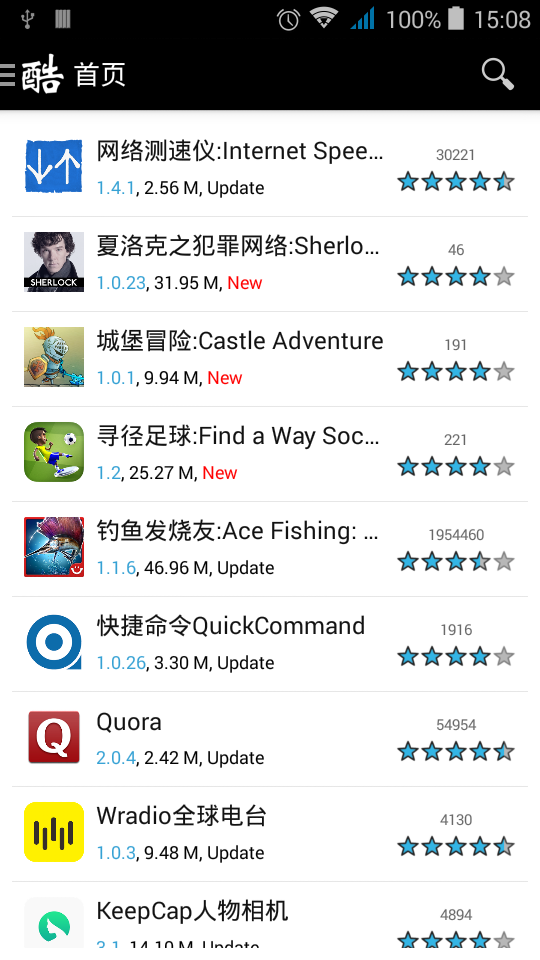 100% 15:08
酷 首页
网络测速仪:Internet Spee...
30221
1.4.1, 2.56 M, Update
夏洛克之犯罪网络:Sherlo...
46
SHERLOCK
1.0.23, 31.95 M, New
城堡冒险:Castle Adventure
191
1.0.1, 9.94 M, New
寻径足球:Find a Way Soc...
221
1.2, 25.27 M, New
钓鱼发烧友:Ace Fishing: ...
1954460
1.1.6, 46.96 M, Update
快捷命令QuickCommand
1916
1.0.26, 3.30 M, Update
Q
Quora
54954
2.0.4, 2.42 M, Update
Wradio全球电台
4130
1.0.3, 9.48 M, Update
KeepCap人物相机
4894
3.1, 14.10 M, Update